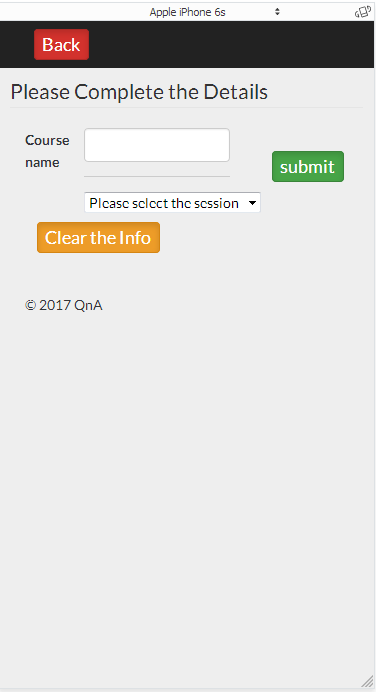 Apple iPhone 6s
Back
Please Complete the Details
Course
name
submit
Please select the session
Clear the Info
© 2017 QnA